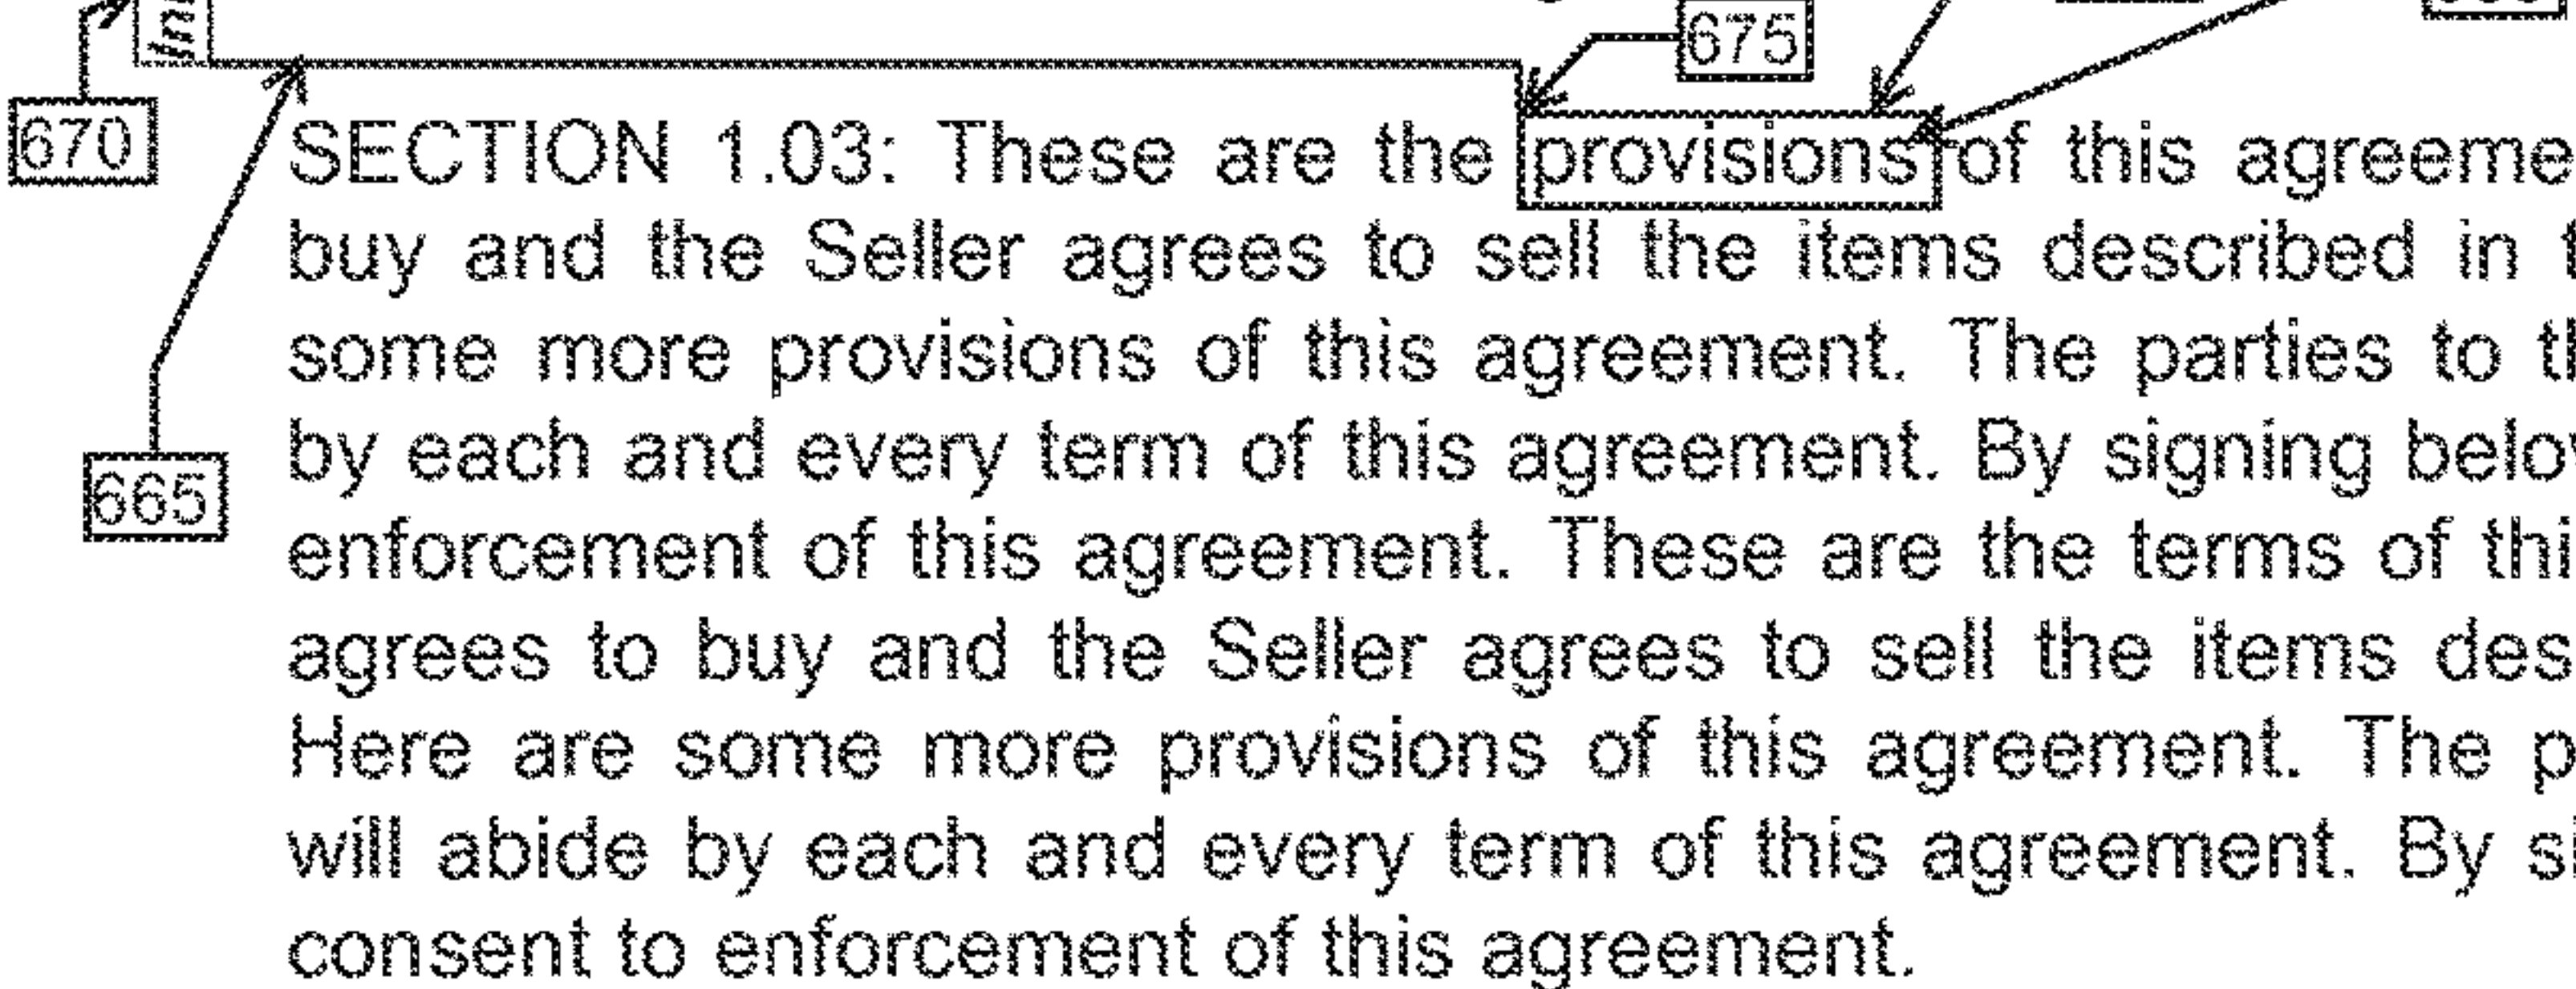 675
670
SECTION 1.03: These are the provisions of this agreeme
buy and the Seller agrees to sell the items described in t
some more provisions of this agreement. The parties to th
by each and every term of this agreement. By signing below
665
enforcement of this agreement. These are the terms of thi
agrees to buy and the Seller agrees to sell the items des
Here are some more provisions of this agreement. The p
will abide by each and every term of this agreement. By si
consent to enforcement of this agreement.